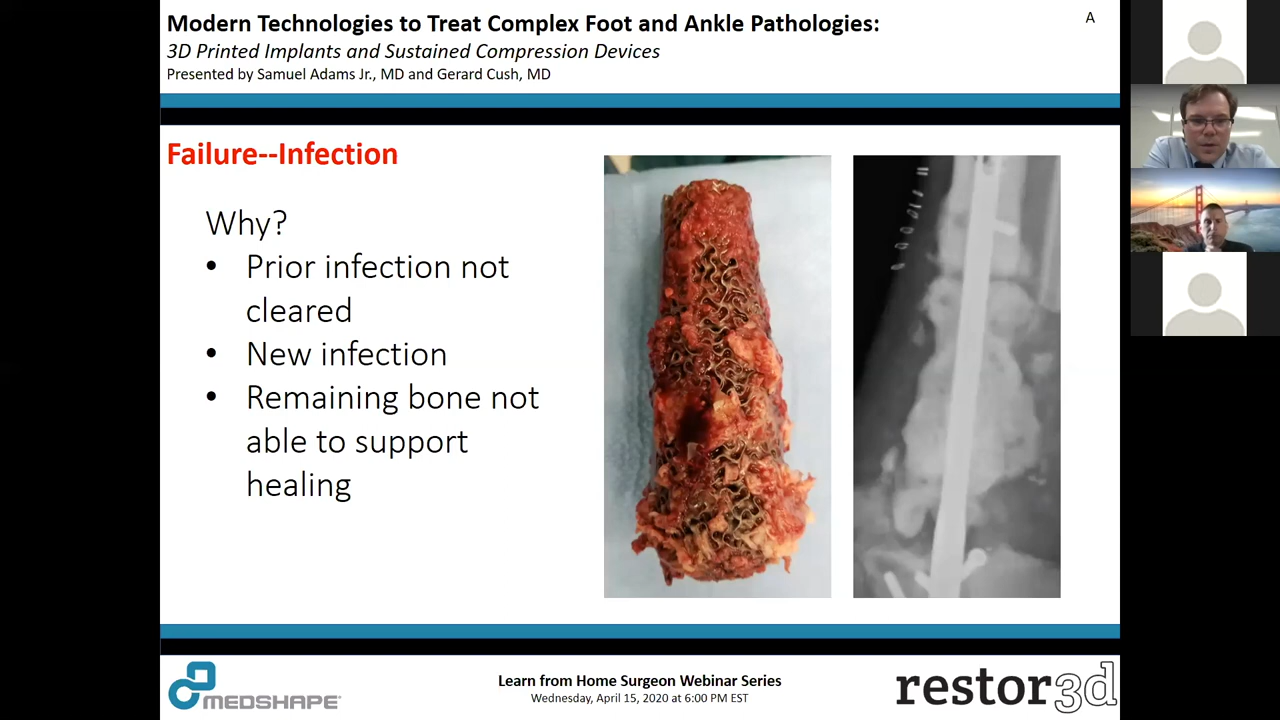 Modern Technologies to Treat Complex Foot and Ankle Pathologies:
3D Printed Implants and Sustained Compression Devices
Presented by Samuel Adams Jr., MD and Gerard Cush, MD
A
Failure--Infection
Why?
• Prior infection not
cleared
• New infection
• Remaining bone not
able to support
healing
MEDSHAPE
Learn from Home Surgeon Webinar Series
Wednesday, April 15, 2020 at 6:00 PM EST
restor3d